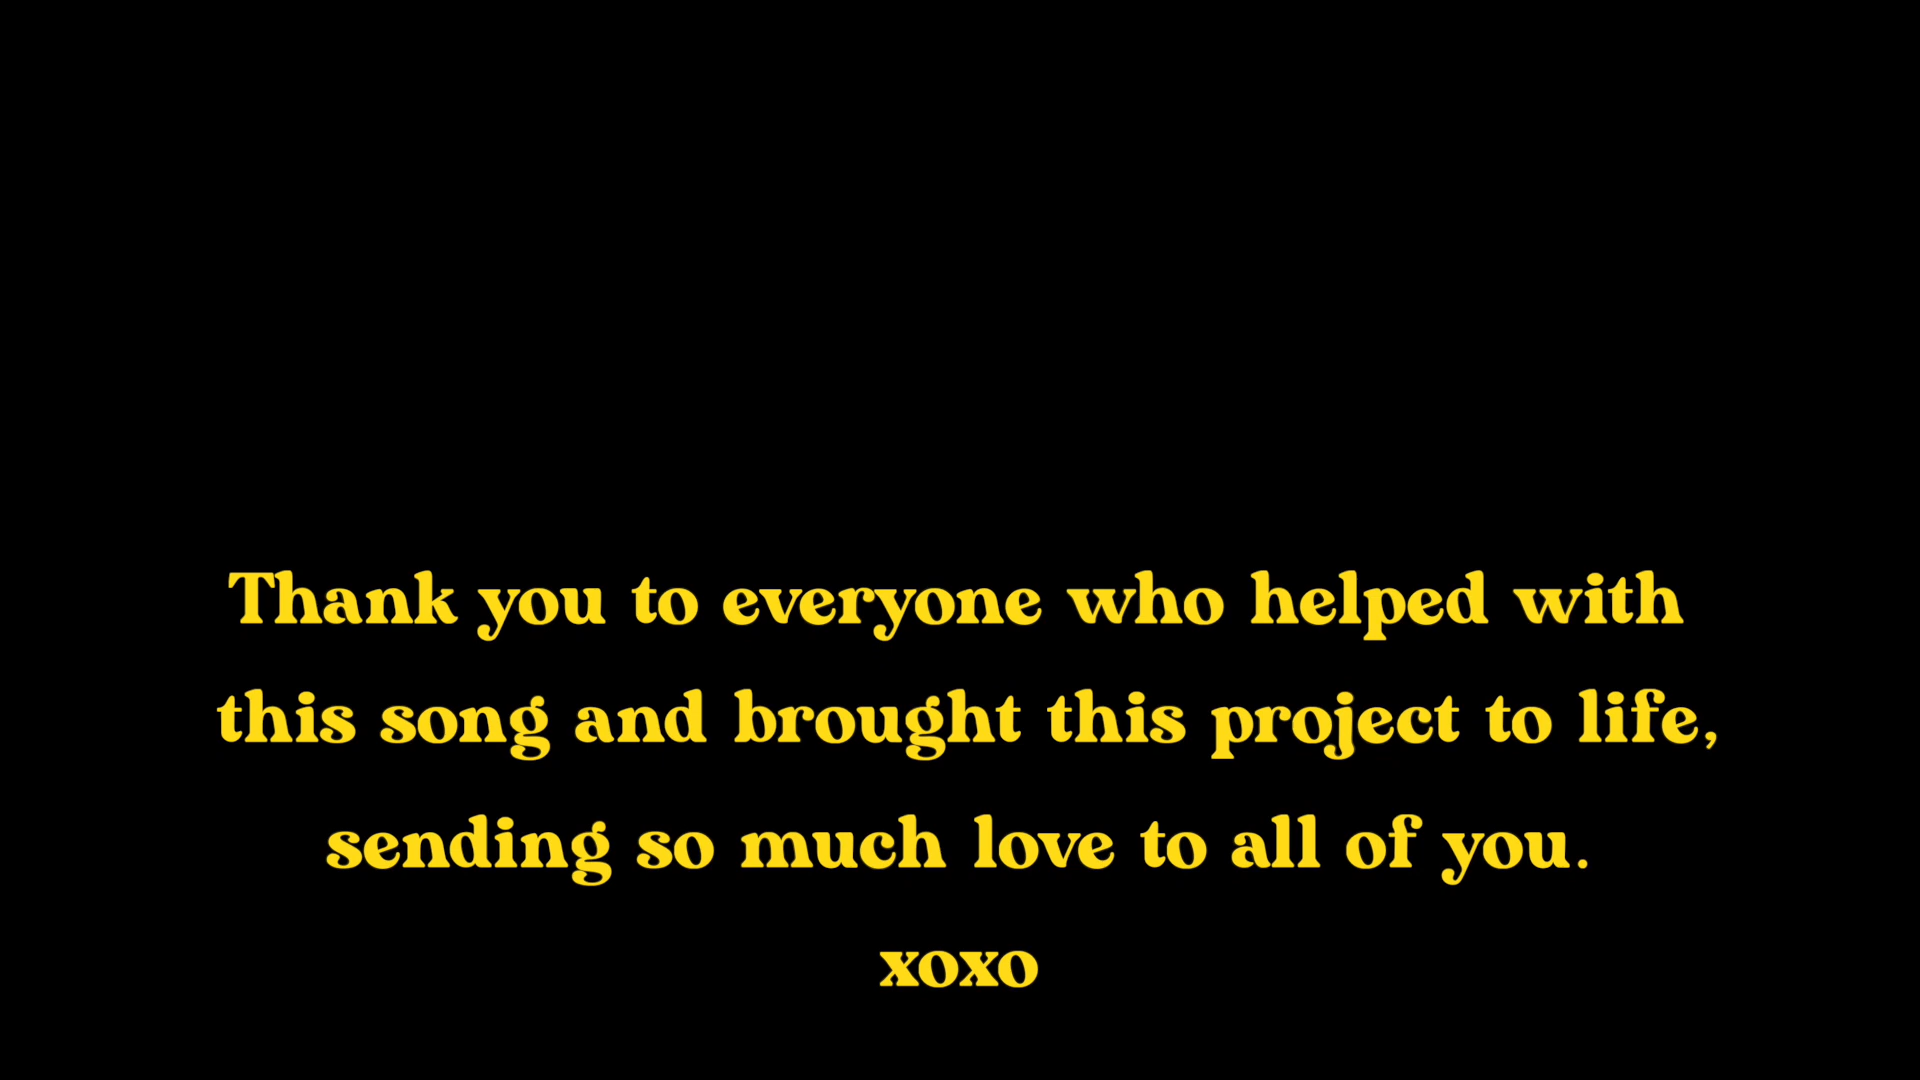 Thank you to everyone who helped with
this song and brought this project to life,
sending so much love to all of you.
xoxo